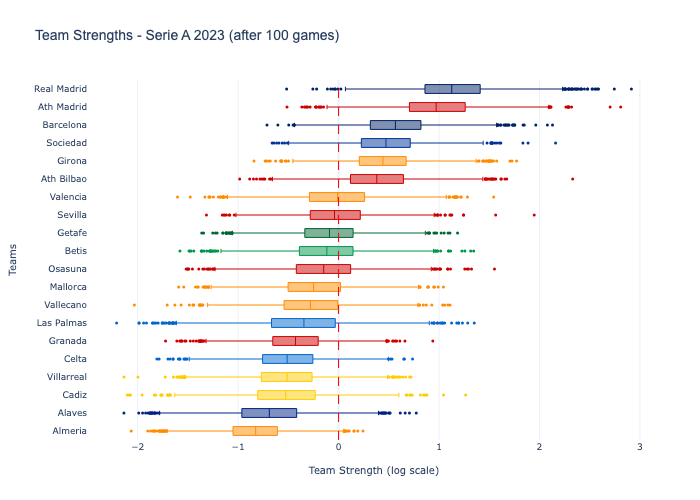 Team Strengths - Serie A 2023 (after 100 games)
Real Madrid
Ath Madrid
Barcelona
Sociedad
Girona
Ath Bilbao
Valencia
Sevilla
Getafe
Betis
Osasuna
Mallorca
Vallecano
Las Palmas
Granada
Celta
Villarreal
Cadiz
Alaves
Almeria
Teams
−2 −1 0 1 2 3
Team Strength (log scale)